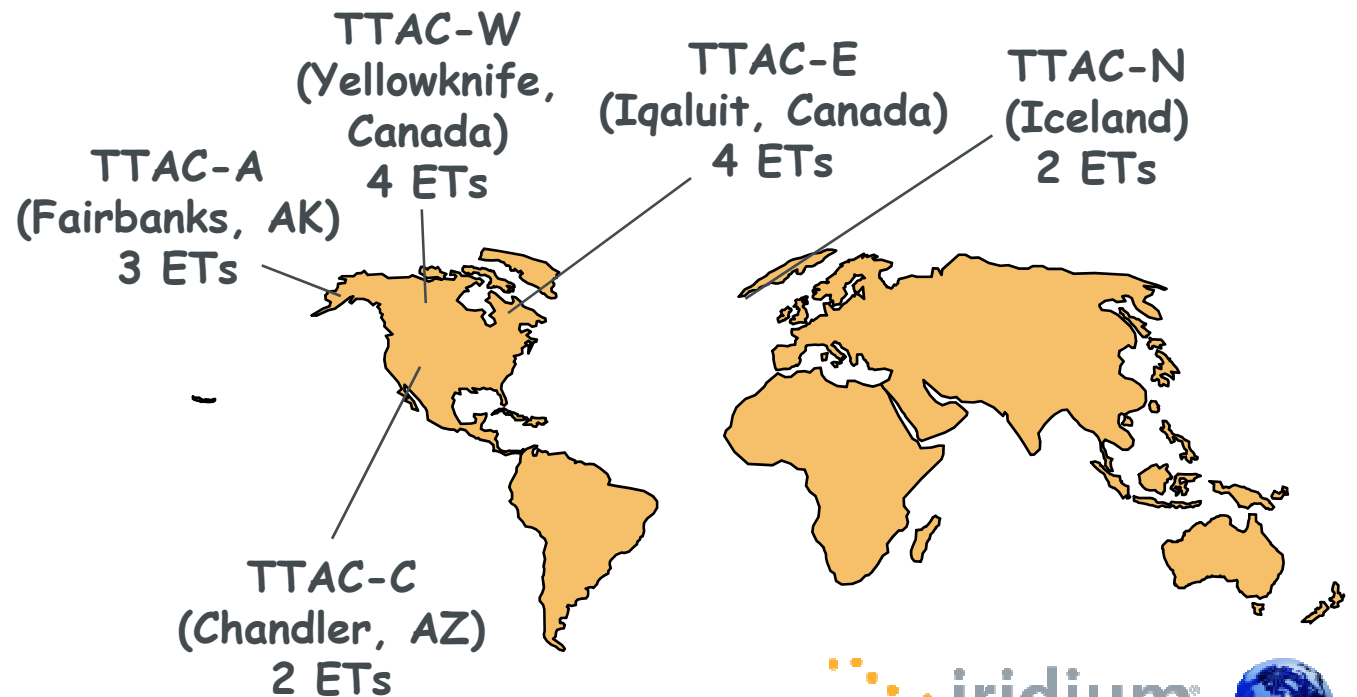 TTAC-W
(Yellowknife,
Canada)
4 ETs
TTAC-E
(Iqaluit, Canada)
4 ETs
TTAC-N
(Iceland)
2 ETs
TTAC-A
(Fairbanks, AK)
3 ETs
TTAC-C
(Chandler, AZ)
2 ETs
iridium